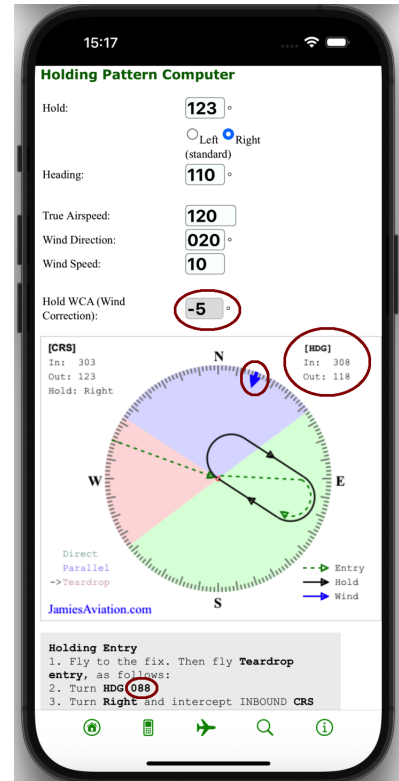 15:17
Holding Pattern Computer
Hold: 123 °
Left Right
(standard)
Heading: 110 °
True Airspeed: 120
Wind Direction: 020 °
Wind Speed: 10
Hold WCA (Wind
Correction): -5 °
[CRS]
In: 303
Out: 123
Hold: Right
[HDG]
In: 308
Out: 118
N
W
E
S
Direct
Parallel
->Teardrop
Entry
Hold
Wind
JamiesAviation.com
Holding Entry
1. Fly to the fix. Then fly Teardrop
entry, as follows:
2. Turn HDG 088
3. Turn Right and intercept INBOUND CRS